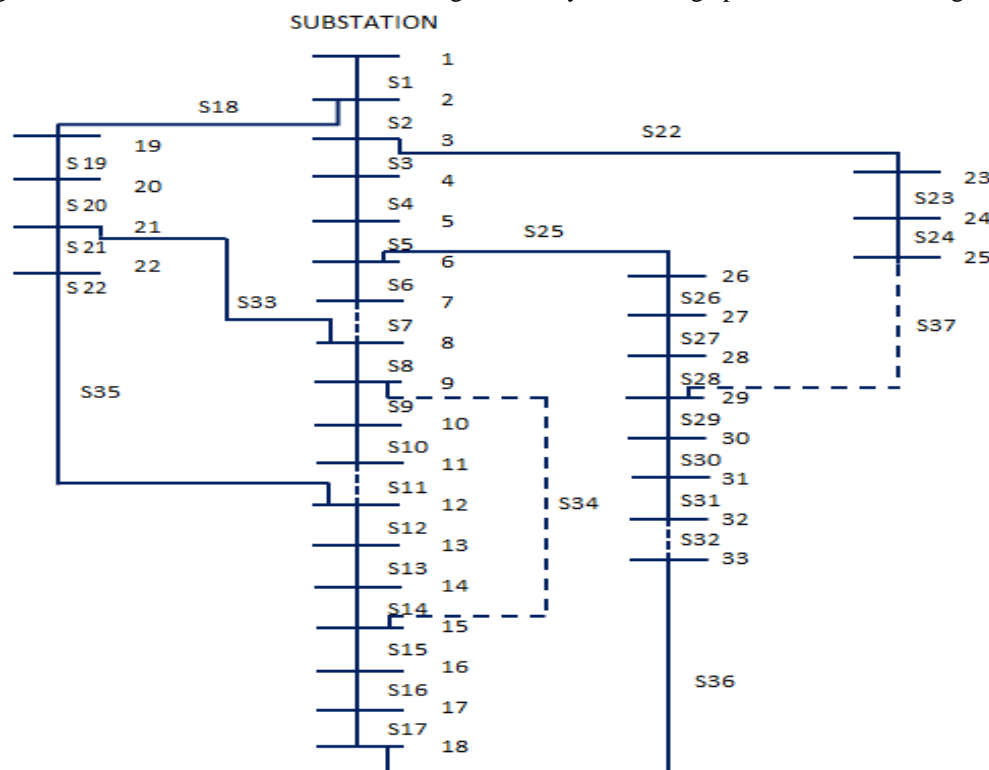 SUBSTATION
1
S1
2
S18
S2
S22
3
19
S 19
S3
4
23
20
S23
S 20
S4
24
5
21
S25
S24
S 21
S5
25
6
22
26
S 22
S6
S33
7
S26
27
S7
S37
S27
8
28
S8
S28
9
S35
29
S9
S29
10
30
S10
S30
11
31
S11
S31
S34
12
32
S12
S32
13
33
S13
14
S14
15
S15
16
S36
S16
17
S17
18